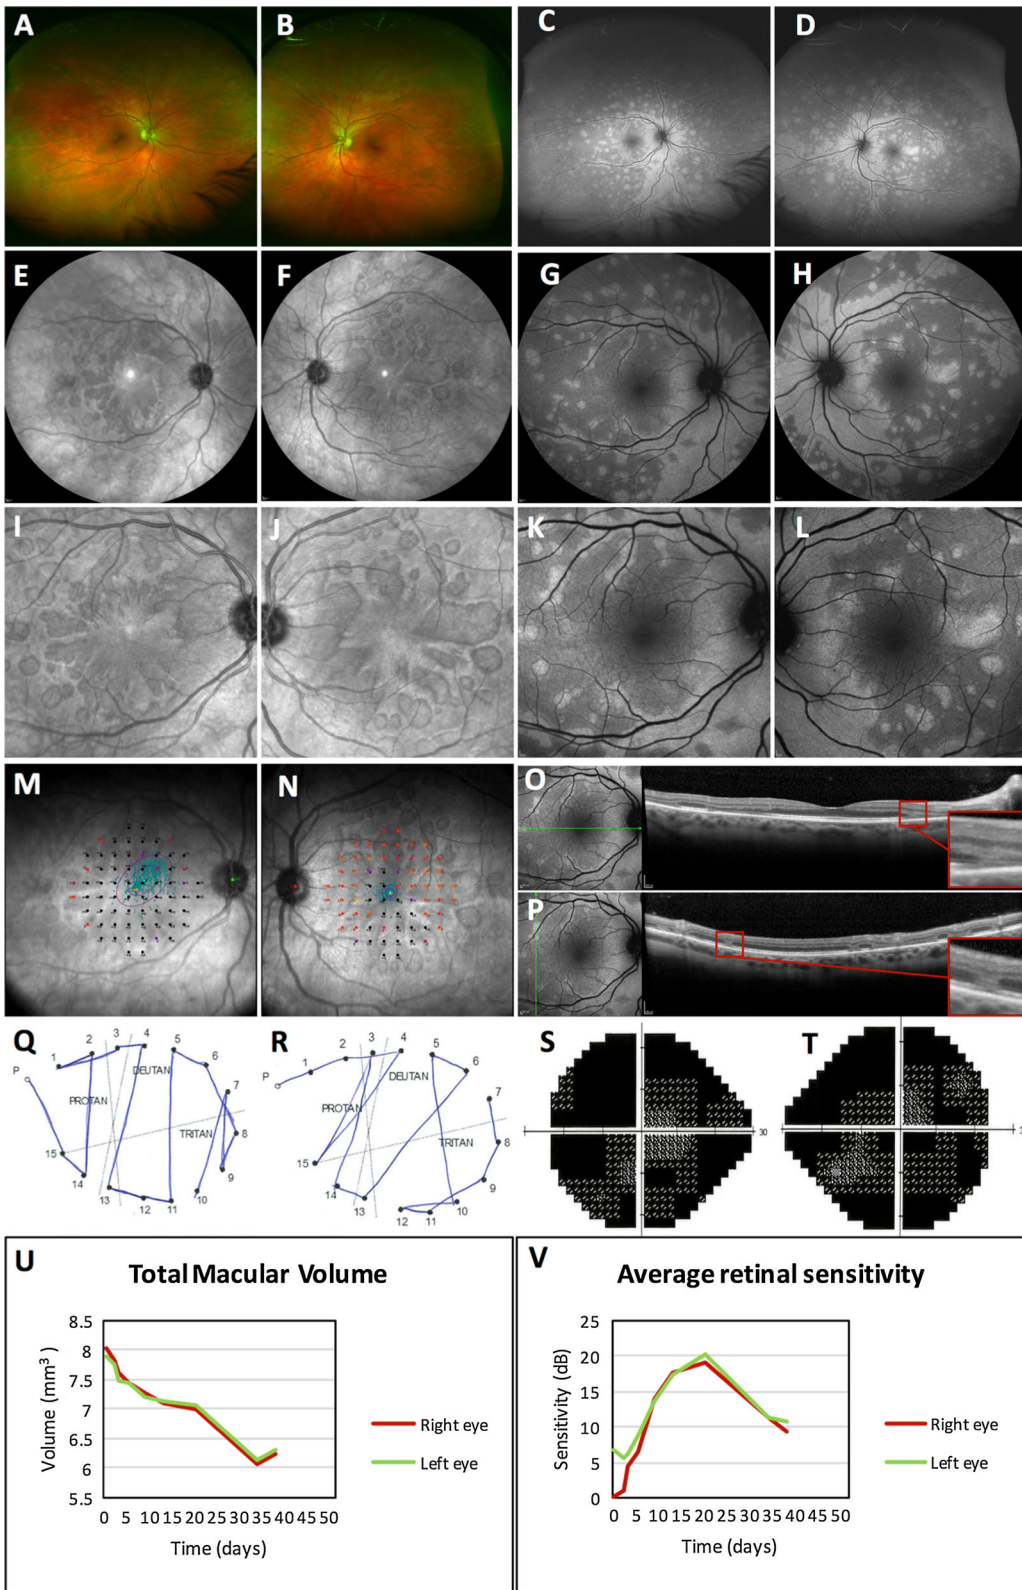 A
B
C
D
E
F
G
H
I
J
K
L
M
N
O
P
Q
1
2
3
4
5
6
7
8
9
10
11
12
13
14
15
P
PROTAN
DEUTAN
TRITAN
R
1
2
3
4
5
6
7
8
9
10
11
12
13
14
15
P
PROTAN
DEUTAN
TRITAN
S
30
T
U
Total Macular Volume
8.5
8
7.5
7
6.5
6
5.5
Volume (mm³ )
0 5 10 15 20 25 30 35 40 45 50
Time (days)
Right eye
Left eye
V
Average retinal sensitivity
25
20
15
10
5
0
Sensitivity (dB)
0 5 10 15 20 25 30 35 40 45 50
Time (days)
Right eye
Left eye